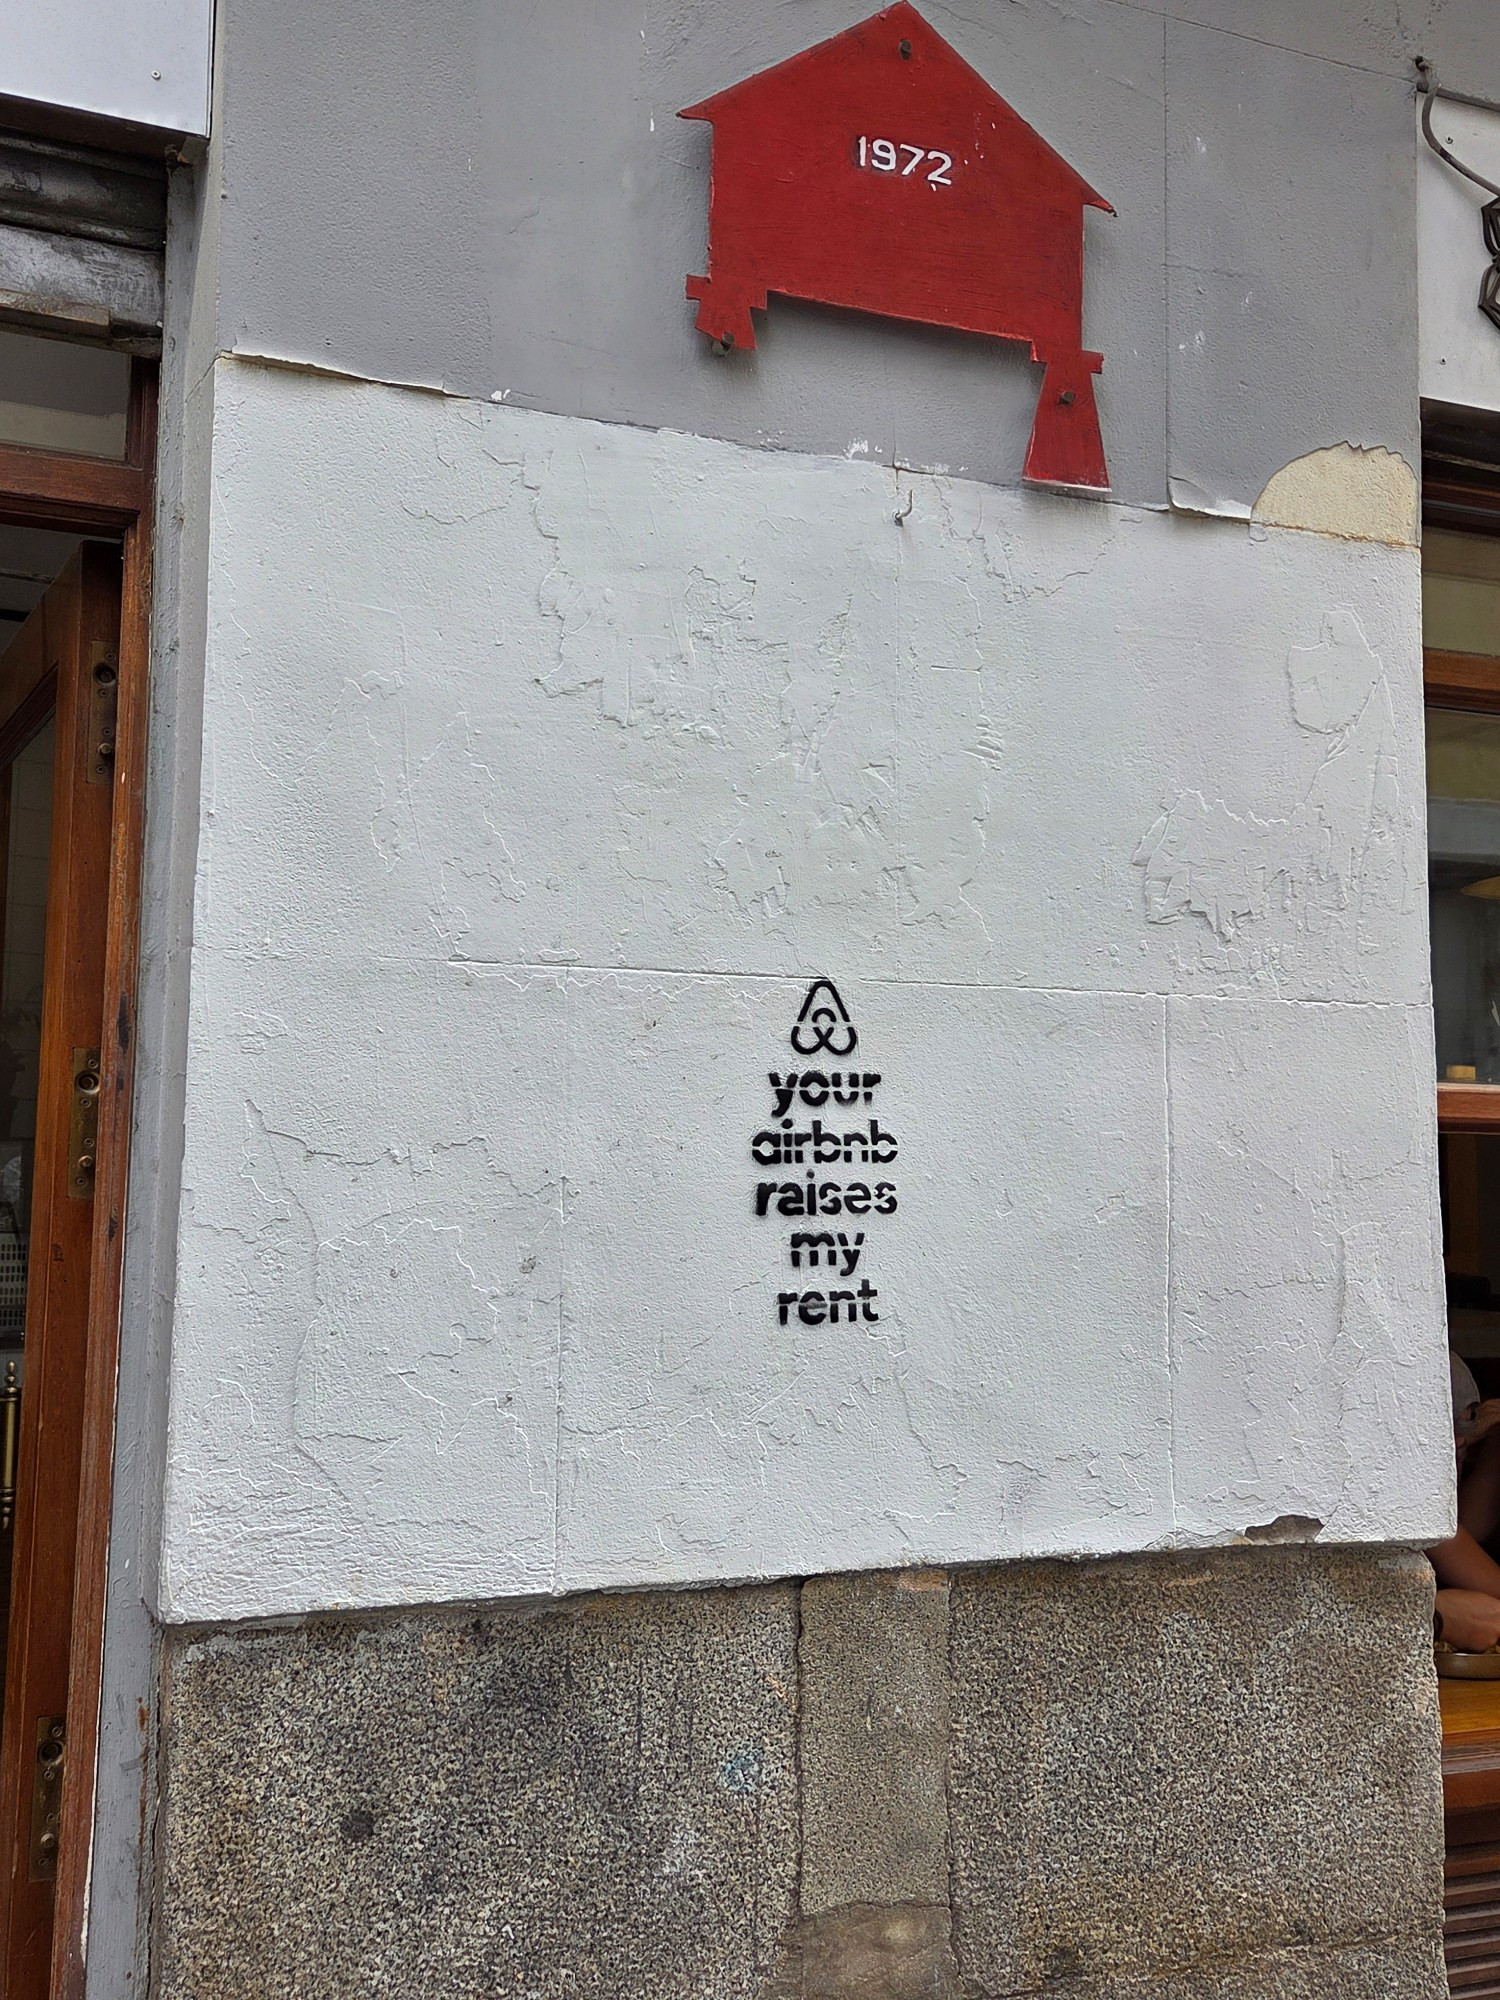 1972
your
airbnb
raises
my
rent